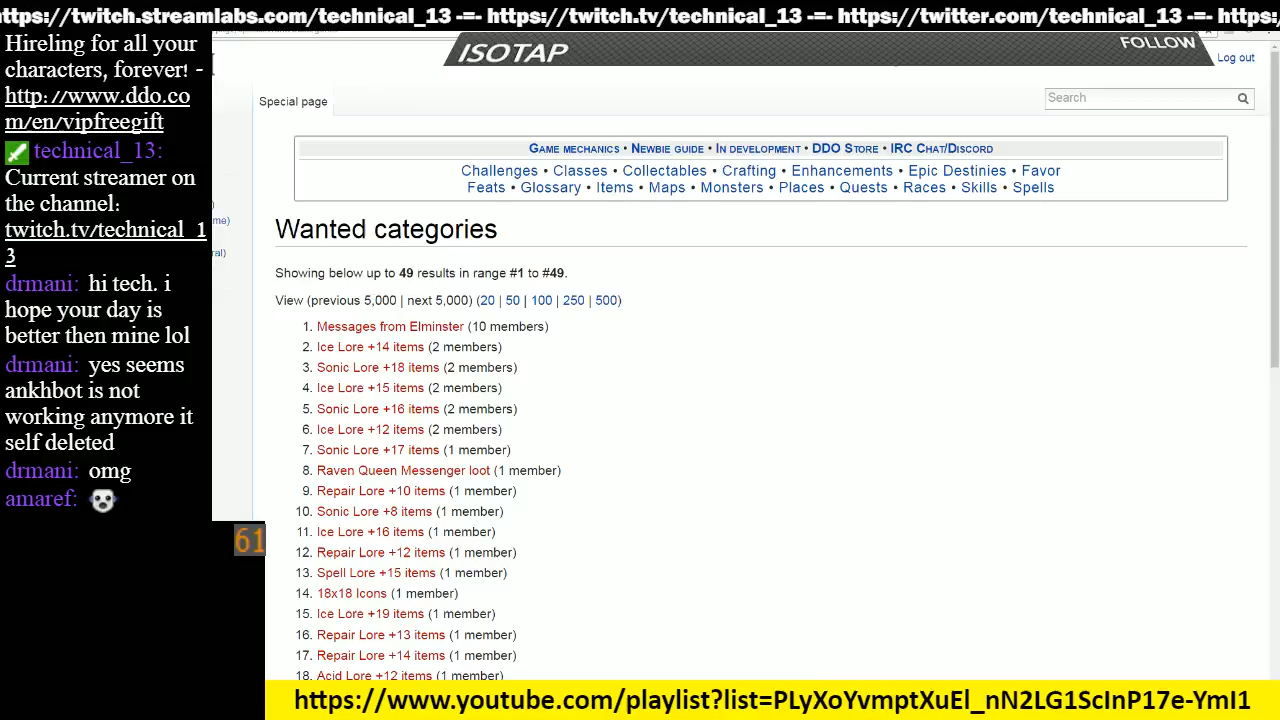 https://twitch.streamlabs.com/technical_13 -=- https://twitch.tv/technical_13 -=- https://twitter.com/technical_13 -=- https:
Hireling for all your
characters, forever! -
http://www.ddo.co
m/en/vipfreegift
technical_13:
Current streamer on
the channel:
twitch.tv/technical_1
3
drmani: hi tech. i
hope your day is
better then mine lol
drmani: yes seems
ankhbot is not
working anymore it
self deleted
drmani: omg
amaref:
61
ISOTAP
FOLLOW
Log out
Special page
Search
GAME MECHANICS • NEWBIE GUIDE • IN DEVELOPMENT • DDO STORE • IRC CHAT/DISCORD
Challenges • Classes • Collectables • Crafting • Enhancements • Epic Destinies • Favor
Feats • Glossary • Items • Maps • Monsters • Places • Quests • Races • Skills • Spells
Wanted categories
Showing below up to 49 results in range #1 to #49.
View (previous 5,000 | next 5,000) (20 | 50 | 100 | 250 | 500)
1. Messages from Elminster (10 members)
2. Ice Lore +14 items (2 members)
3. Sonic Lore +18 items (2 members)
4. Ice Lore +15 items (2 members)
5. Sonic Lore +16 items (2 members)
6. Ice Lore +12 items (2 members)
7. Sonic Lore +17 items (1 member)
8. Raven Queen Messenger loot (1 member)
9. Repair Lore +10 items (1 member)
10. Sonic Lore +8 items (1 member)
11. Ice Lore +16 items (1 member)
12. Repair Lore +12 items (1 member)
13. Spell Lore +15 items (1 member)
14. 18x18 Icons (1 member)
15. Ice Lore +19 items (1 member)
16. Repair Lore +13 items (1 member)
17. Repair Lore +14 items (1 member)
18. Acid Lore +12 items (1 member)
https://www.youtube.com/playlist?list=PLyXoYvmptXuEl_nN2LG1ScInP17e-YmI1